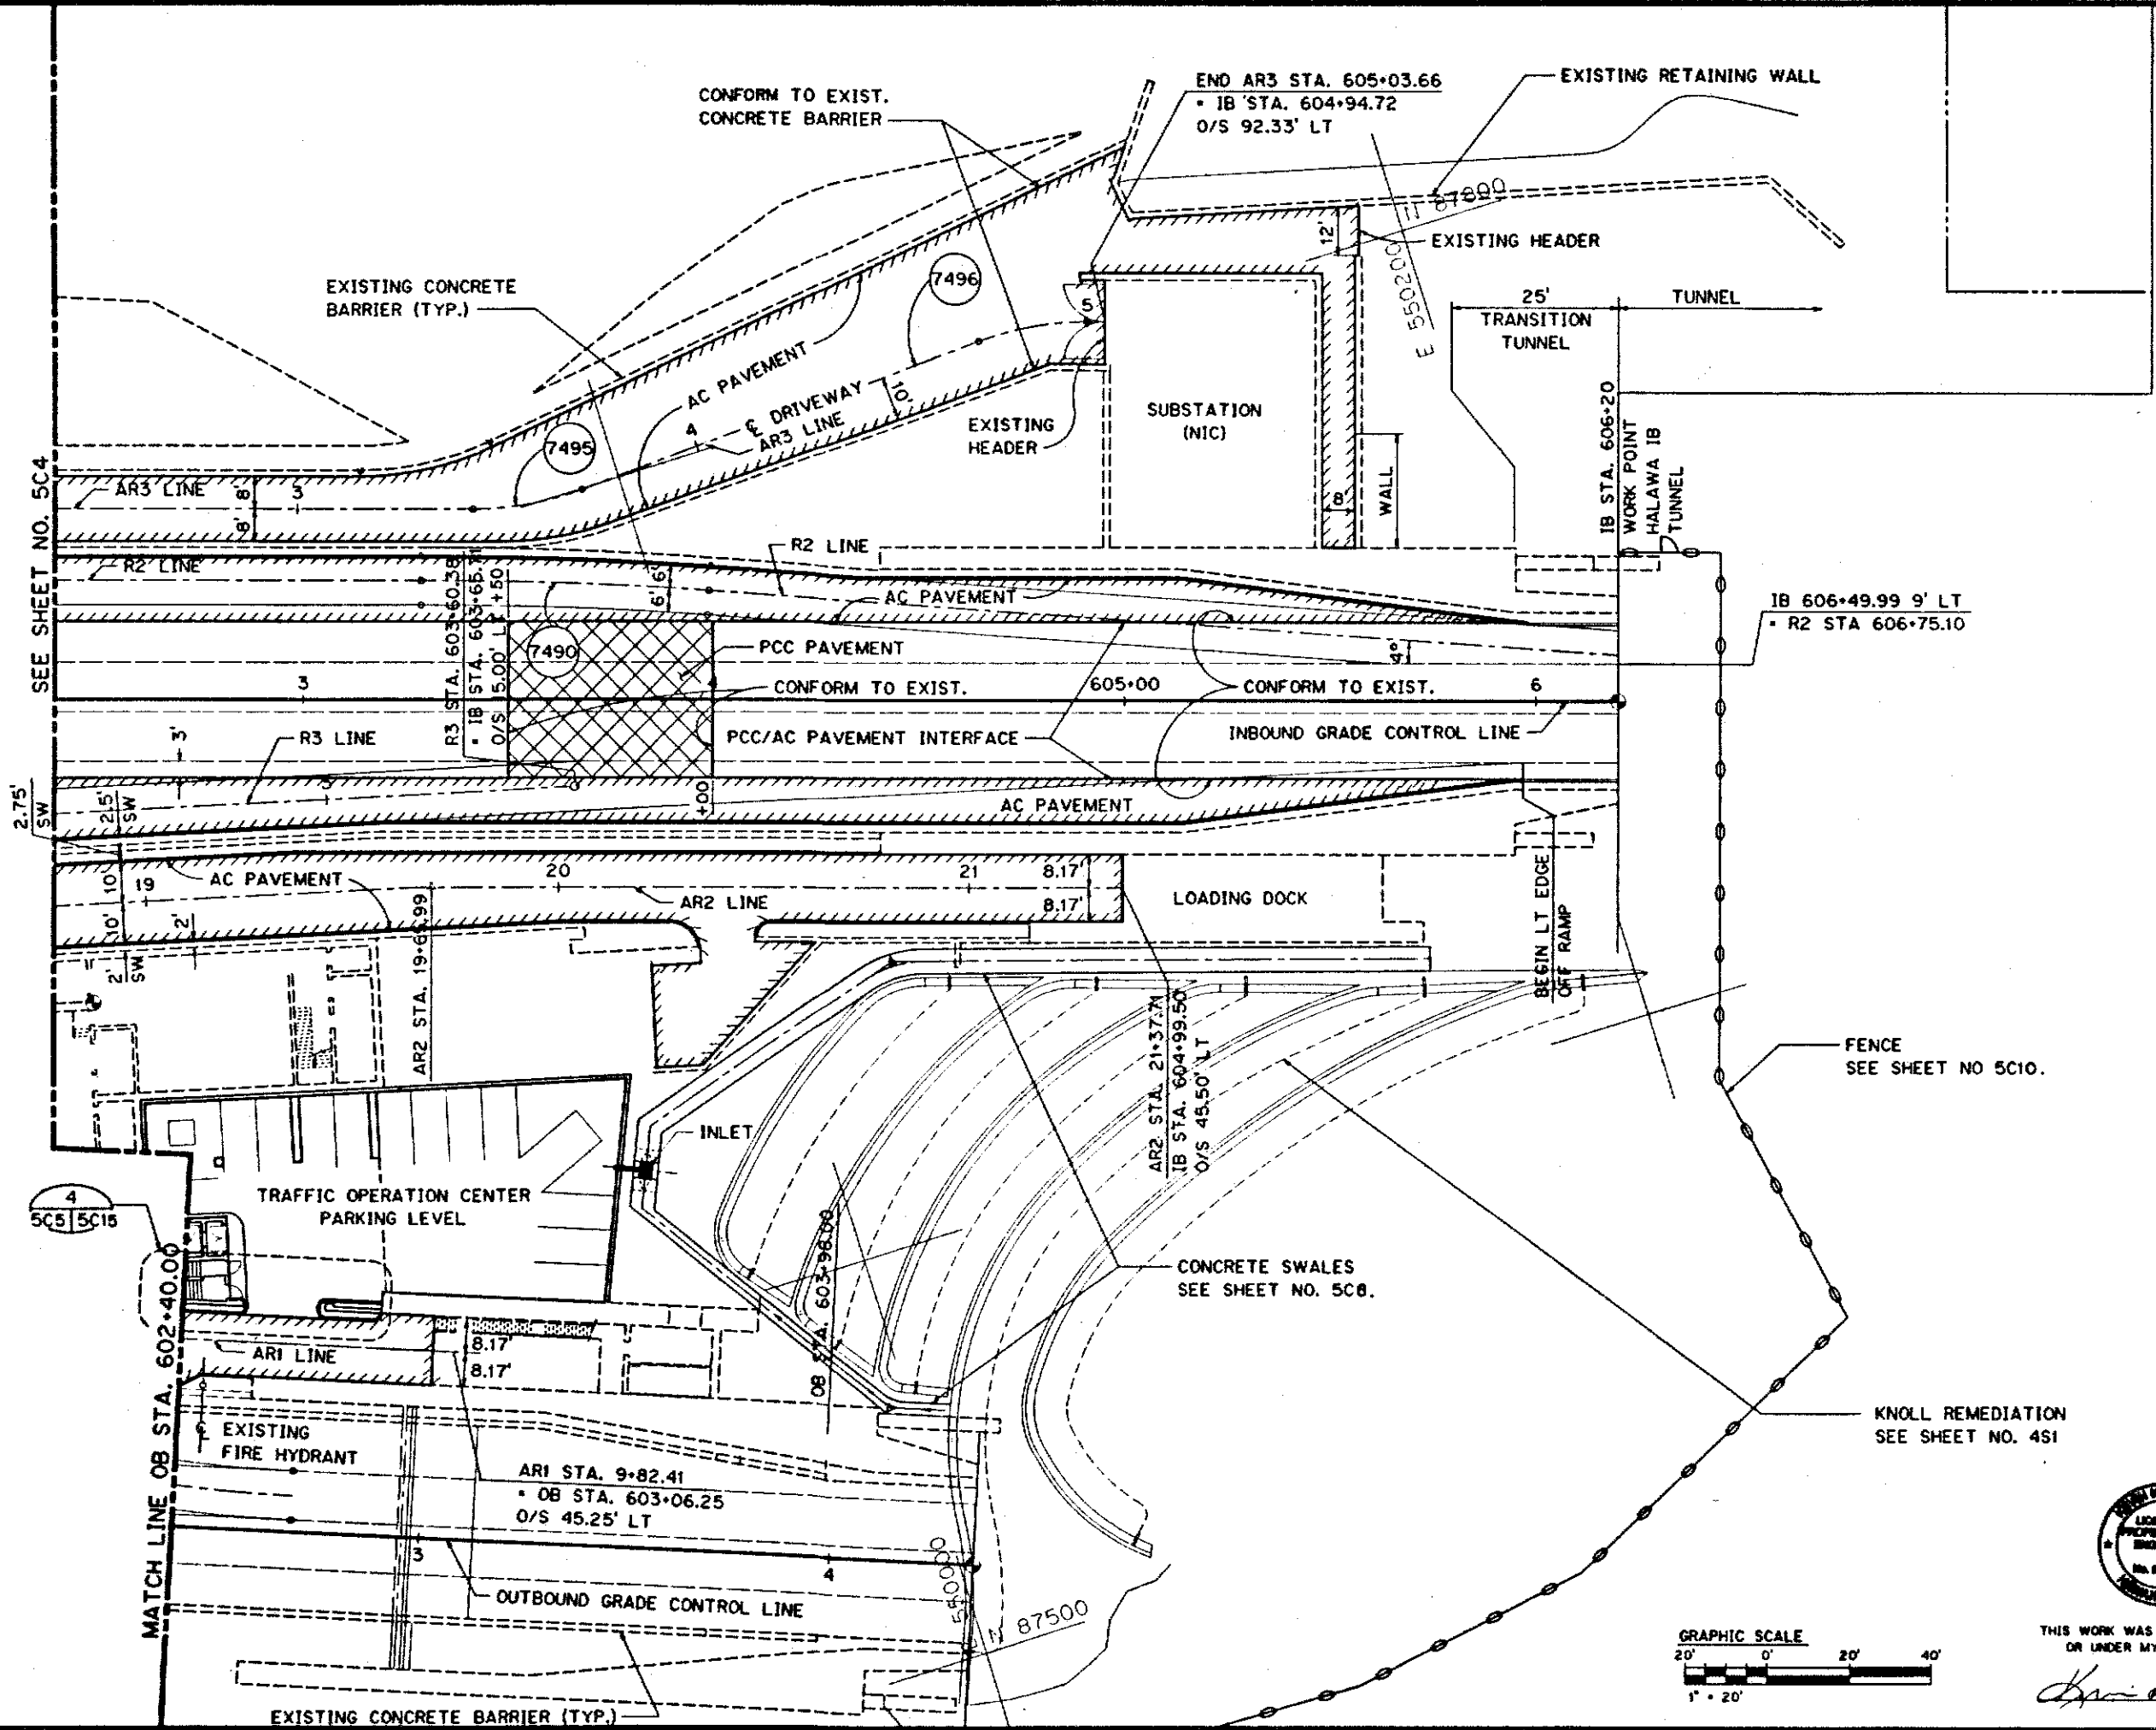 CONFORM TO EXIST.
CONCRETE BARRIER
END AR3 STA. 605+03.66
= IB STA. 604+94.72
O/S 92.33' LT
EXISTING RETAINING WALL
N 87800
E 550200
12'
EXISTING HEADER
EXISTING CONCRETE
BARRIER (TYP.)
7496
5
25'
TRANSITION
TUNNEL
TUNNEL
AC PAVEMENT
℄ DRIVEWAY
AR3 LINE
4
10'
7495
EXISTING
HEADER
SUBSTATION
(NIC)
WALL
8'
IB STA. 606+20
WORK POINT
HALAWA IB
TUNNEL
SEE SHEET NO. 5C4
AR3 LINE
8'
8'
3
R2 LINE
R2 LINE
6'
6'
AC PAVEMENT
IB 606+49.99 9' LT
= R2 STA 606+75.10
R3 STA. 603+60.38
= IB STA. 603+65.71
O/S 15.00' LT
+50
7490
PCC PAVEMENT
4°
3
CONFORM TO EXIST.
605+00
CONFORM TO EXIST.
6
3'
R3 LINE
3
PCC/AC PAVEMENT INTERFACE
INBOUND GRADE CONTROL LINE
+00
2.75'
SW
2.5'
SW
AC PAVEMENT
10'
10'
19
AC PAVEMENT
20
AR2 LINE
21
8.17'
8.17'
LOADING DOCK
BEGIN LT EDGE
OFF RAMP
2'
2'
SW
AR2 STA. 19+65.99
AR2 STA. 21+37.71
IB STA. 604+99.50
O/S 45.50' LT
FENCE
SEE SHEET NO 5C10.
INLET
TRAFFIC OPERATION CENTER
PARKING LEVEL
4
5C5 5C15
OB STA. 603+98.00
CONCRETE SWALES
SEE SHEET NO. 5C8.
MATCH LINE OB STA. 602+40.00
AR1 LINE
8.17'
8.17'
KNOLL REMEDIATION
SEE SHEET NO. 4S1
℄ EXISTING
FIRE HYDRANT
AR1 STA. 9+82.41
= OB STA. 603+06.25
O/S 45.25' LT
3
4
OUTBOUND GRADE CONTROL LINE
550000
N 87500
EXISTING CONCRETE BARRIER (TYP.)
GRAPHIC SCALE
20' 0' 20' 40'
1" = 20'
THIS WORK WAS
OR UNDER MY